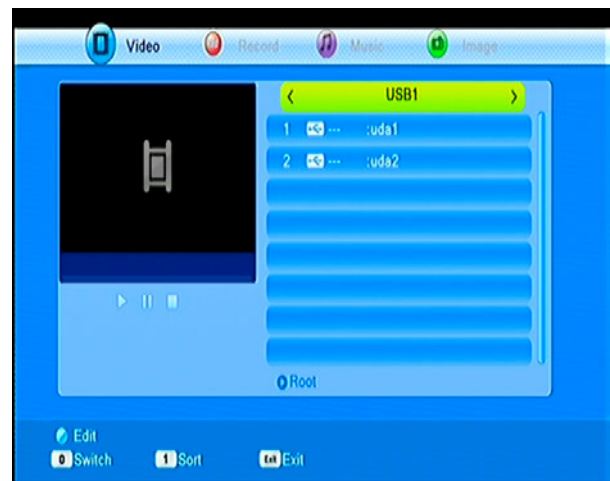 Video Record Music Image
< USB1 >
1 --- :uda1
2 --- :uda2
Root
Edit
0 Switch 1 Sort Exit Exit